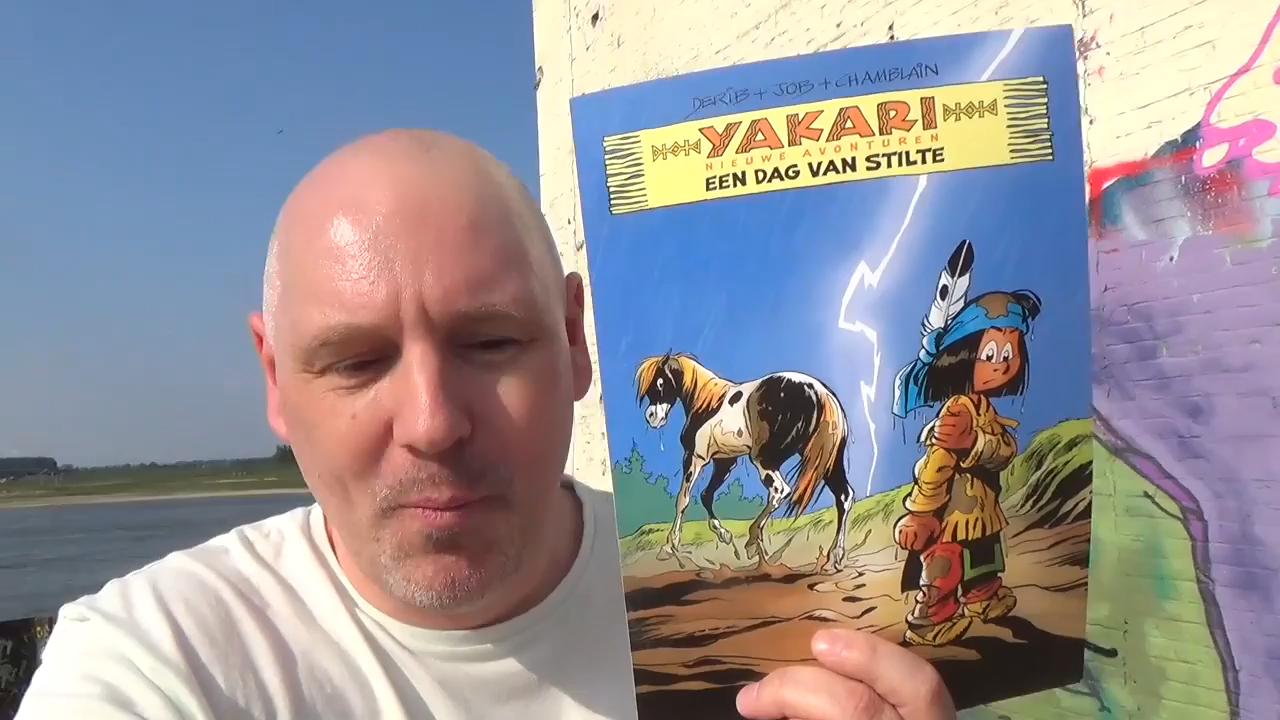 DERIB + JOB + CHAMBLAIN
YAKARI
NIEUWE AVONTUREN
EEN DAG VAN STILTE